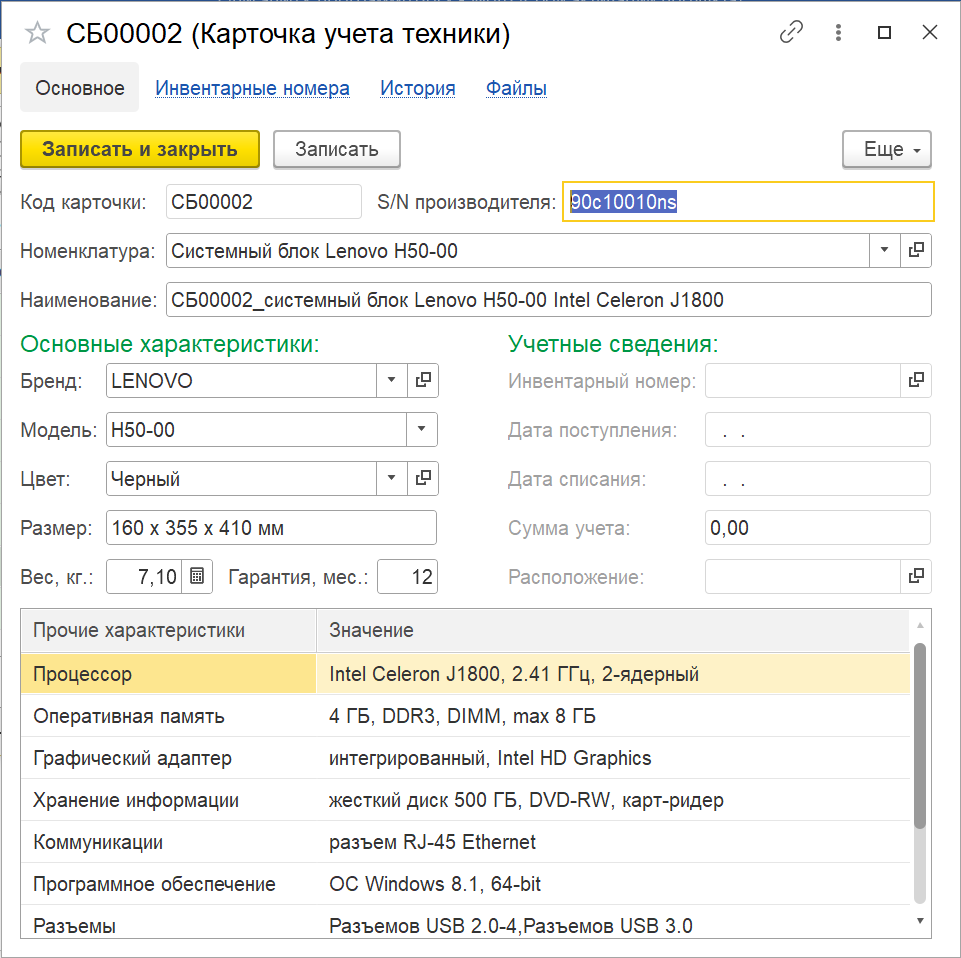 СБ00002 (Карточка учета техники)
Основное Инвентарные номера История Файлы
Записать и закрыть Записать Еще
Код карточки: СБ00002 S/N производителя: 90c10010ns
Номенклатура: Системный блок Lenovo H50-00
Наименование: СБ00002_системный блок Lenovo H50-00 Intel Celeron J1800
Основные характеристики: Учетные сведения:
Бренд: LENOVO Инвентарный номер:
Модель: H50-00 Дата поступления: . .
Цвет: Черный Дата списания: . .
Размер: 160 x 355 x 410 мм Сумма учета: 0,00
Вес, кг.: 7,10 Гарантия, мес.: 12 Расположение:
Прочие характеристики Значение
Процессор Intel Celeron J1800, 2.41 ГГц, 2-ядерный
Оперативная память 4 ГБ, DDR3, DIMM, max 8 ГБ
Графический адаптер интегрированный, Intel HD Graphics
Хранение информации жесткий диск 500 ГБ, DVD-RW, карт-ридер
Коммуникации разъем RJ-45 Ethernet
Программное обеспечение ОС Windows 8.1, 64-bit
Разъемы Разъемов USB 2.0-4,Разъемов USB 3.0